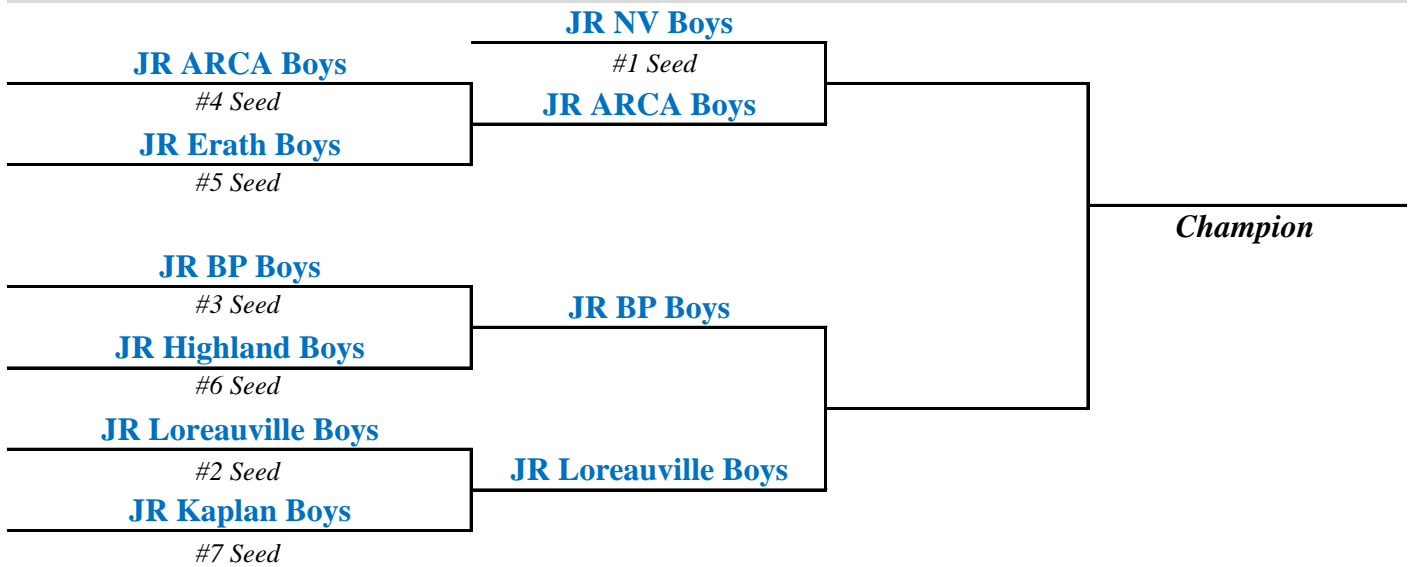 JR NV Boys
#1 Seed
JR ARCA Boys
#4 Seed
JR ARCA Boys
JR Erath Boys
#5 Seed
Champion
JR BP Boys
#3 Seed
JR BP Boys
JR Highland Boys
#6 Seed
JR Loreauville Boys
#2 Seed
JR Loreauville Boys
JR Kaplan Boys
#7 Seed